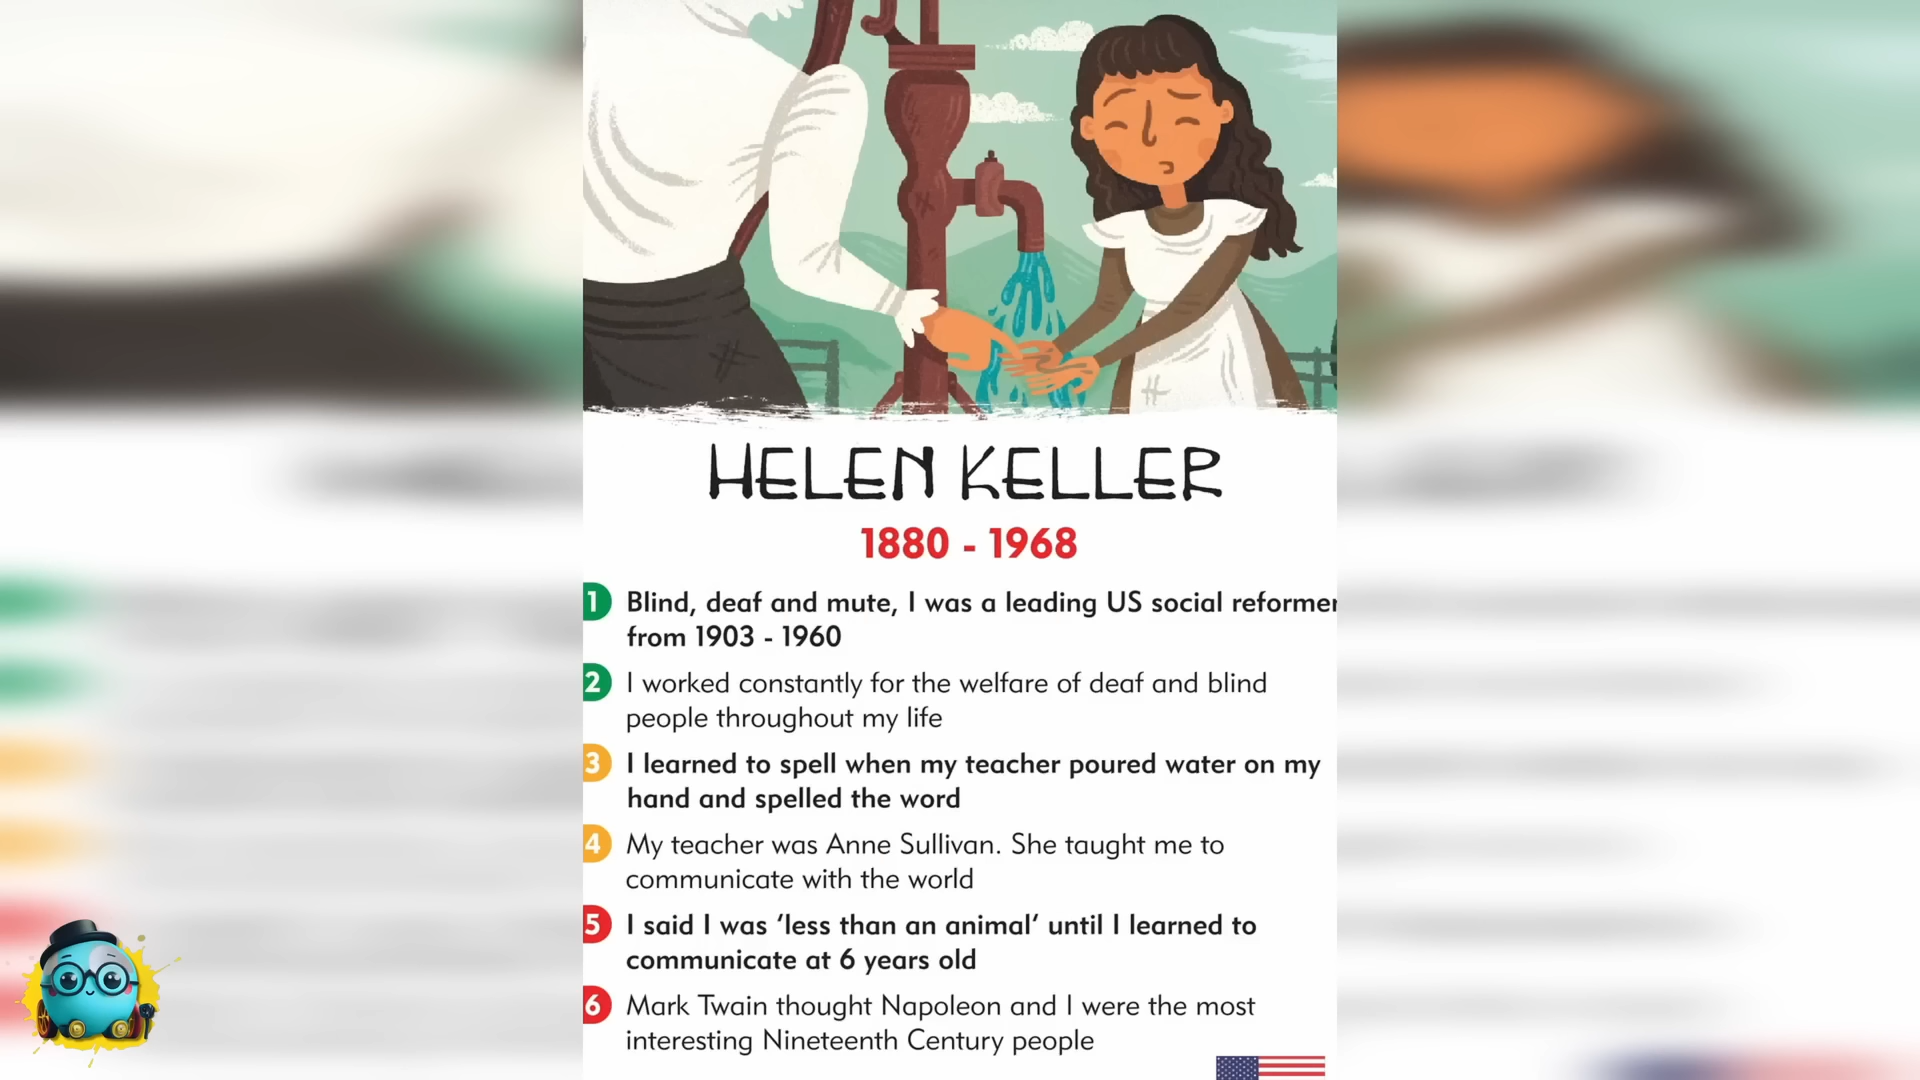 HELEN KELLER
1880 - 1968
1 Blind, deaf and mute, I was a leading US social reformer
from 1903 - 1960
2 I worked constantly for the welfare of deaf and blind
people throughout my life
3 I learned to spell when my teacher poured water on my
hand and spelled the word
4 My teacher was Anne Sullivan. She taught me to
communicate with the world
5 I said I was ‘less than an animal’ until I learned to
communicate at 6 years old
6 Mark Twain thought Napoleon and I were the most
interesting Nineteenth Century people